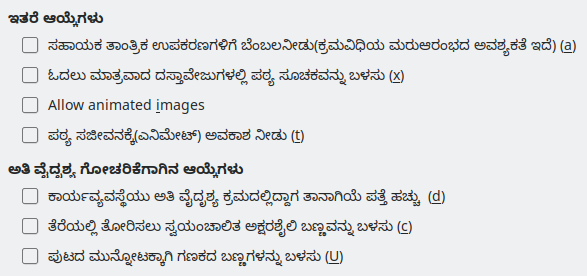 ಇತರೆ ಆಯ್ಕೆಗಳು
ಸಹಾಯಕ ತಾಂತ್ರಿಕ ಉಪಕರಣಗಳಿಗೆ ಬೆಂಬಲನೀಡು(ಕ್ರಮವಿಧಿಯ ಮರುಆರಂಭದ ಅವಶ್ಯಕತೆ ಇದೆ) (a)
ಓದಲು ಮಾತ್ರವಾದ ದಸ್ತಾವೇಜುಗಳಲ್ಲಿ ಪಠ್ಯ ಸೂಚಕವನ್ನು ಬಳಸು (x)
Allow animated images
ಪಠ್ಯ ಸಜೀವನಕ್ಕೆ(ಎನಿಮೇಟ್) ಅವಕಾಶ ನೀಡು (t)
ಅತಿ ವೈದೃಶ್ಯ ಗೋಚರಿಕೆಗಾಗಿನ ಆಯ್ಕೆಗಳು
ಕಾರ್ಯವ್ಯವಸ್ಥೆಯು ಅತಿ ವೈದೃಶ್ಯ ಕ್ರಮದಲ್ಲಿದ್ದಾಗ ತಾನಾಗಿಯೆ ಪತ್ತೆ ಹಚ್ಚು (d)
ತೆರೆಯಲ್ಲಿ ತೋರಿಸಲು ಸ್ವಯಂಚಾಲಿತ ಅಕ್ಷರಶೈಲಿ ಬಣ್ಣವನ್ನು ಬಳಸು (c)
ಪುಟದ ಮುನ್ನೋಟಕ್ಕಾಗಿ ಗಣಕದ ಬಣ್ಣಗಳನ್ನು ಬಳಸು (U)